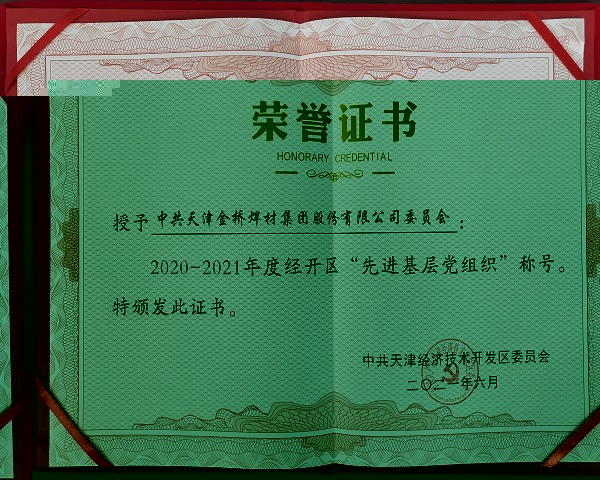 荣誉证书
HONORARY CREDENTIAL
授予 中共天津金桥焊材集团股份有限公司委员会：
2020-2021年度经开区“先进基层党组织”称号。
特颁发此证书。
中共天津经济技术开发区委员会
二〇二一年六月